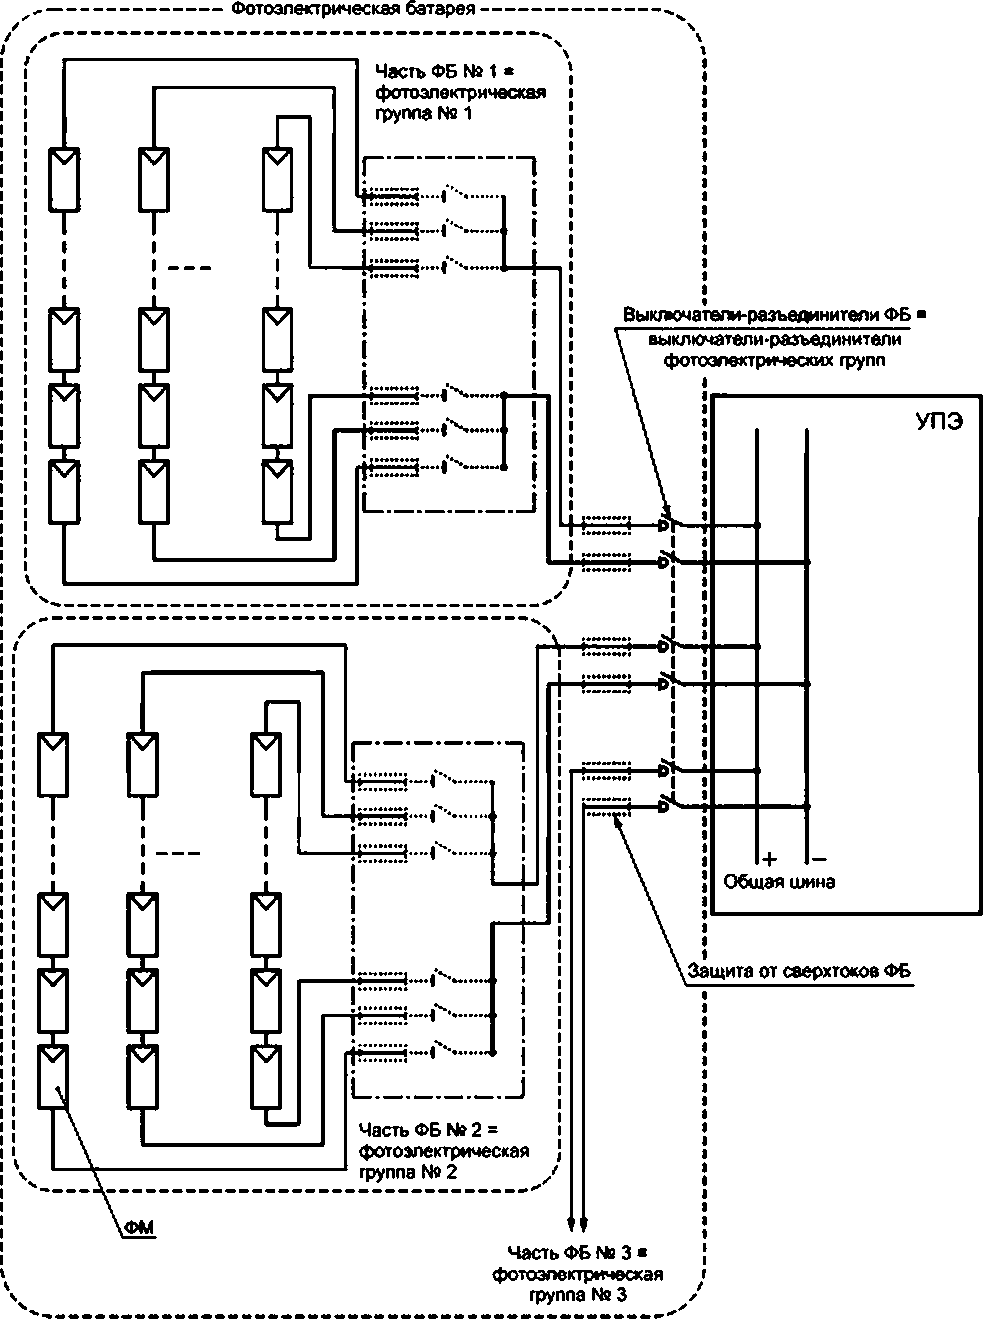 Фотоэлектрическая батарея
Часть ФБ № 1 =
фотоэлектрическая
группа № 1
Выключатели-разъединители ФБ =
выключатели-разъединители
фотоэлектрических групп
УПЭ
+ −
Общая шина
Защита от сверхтоков ФБ
Часть ФБ № 2 =
фотоэлектрическая
группа № 2
ФМ
Часть ФБ № 3 =
фотоэлектрическая
группа № 3